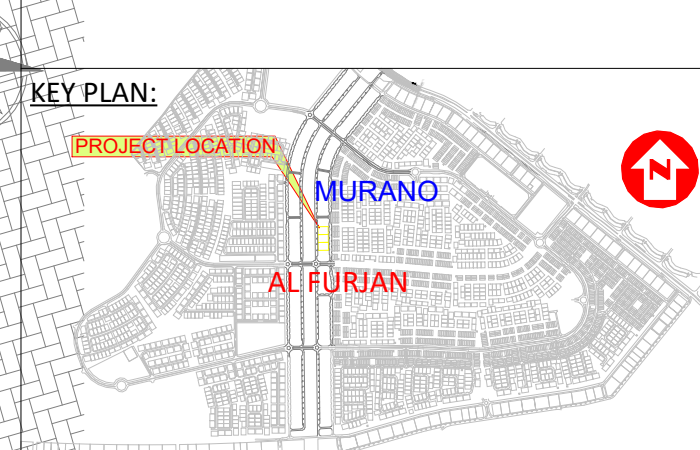 KEY PLAN:
PROJECT LOCATION
MURANO
N
AL FURJAN